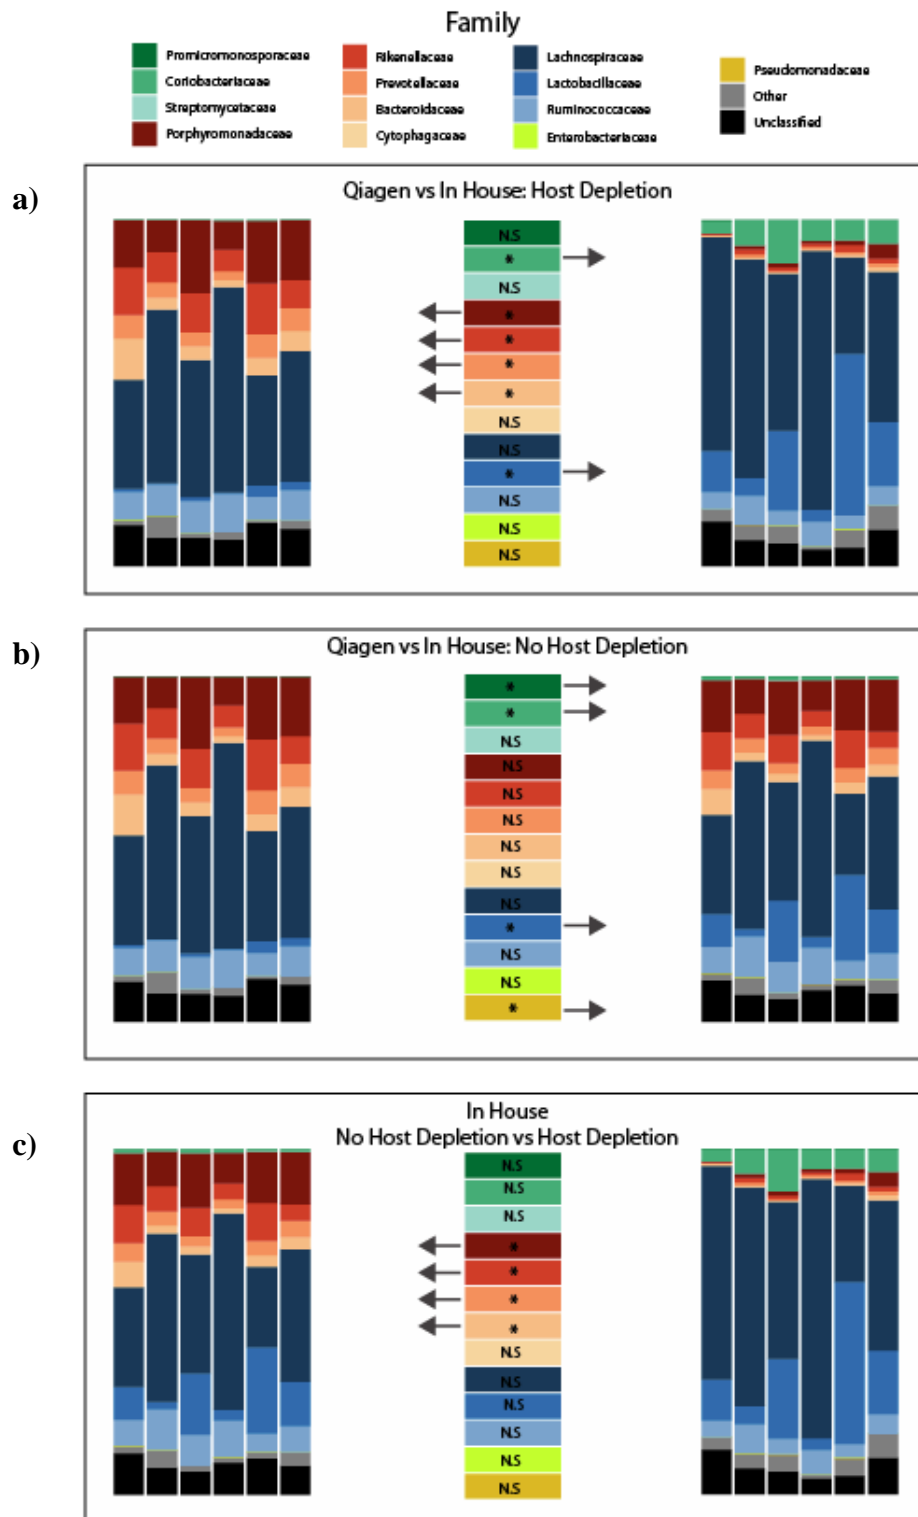 Family
Promicromonosporaceae
Coriobacteriaceae
Streptomycetaceae
Porphyromonadaceae
Rikenellaceae
Prevotellaceae
Bacteroidaceae
Cytophagaceae
Lachnospiraceae
Lactobacillaceae
Ruminococcaceae
Enterobacteriaceae
Pseudomonadaceae
Other
Unclassified
a)
Qiagen vs In House: Host Depletion
N.S
*
N.S
*
*
*
*
N.S
N.S
*
N.S
N.S
N.S
b)
Qiagen vs In House: No Host Depletion
*
*
N.S
N.S
N.S
N.S
N.S
N.S
N.S
*
N.S
N.S
*
c)
In House
No Host Depletion vs Host Depletion
N.S
N.S
N.S
*
*
*
*
N.S
N.S
N.S
N.S
N.S
N.S